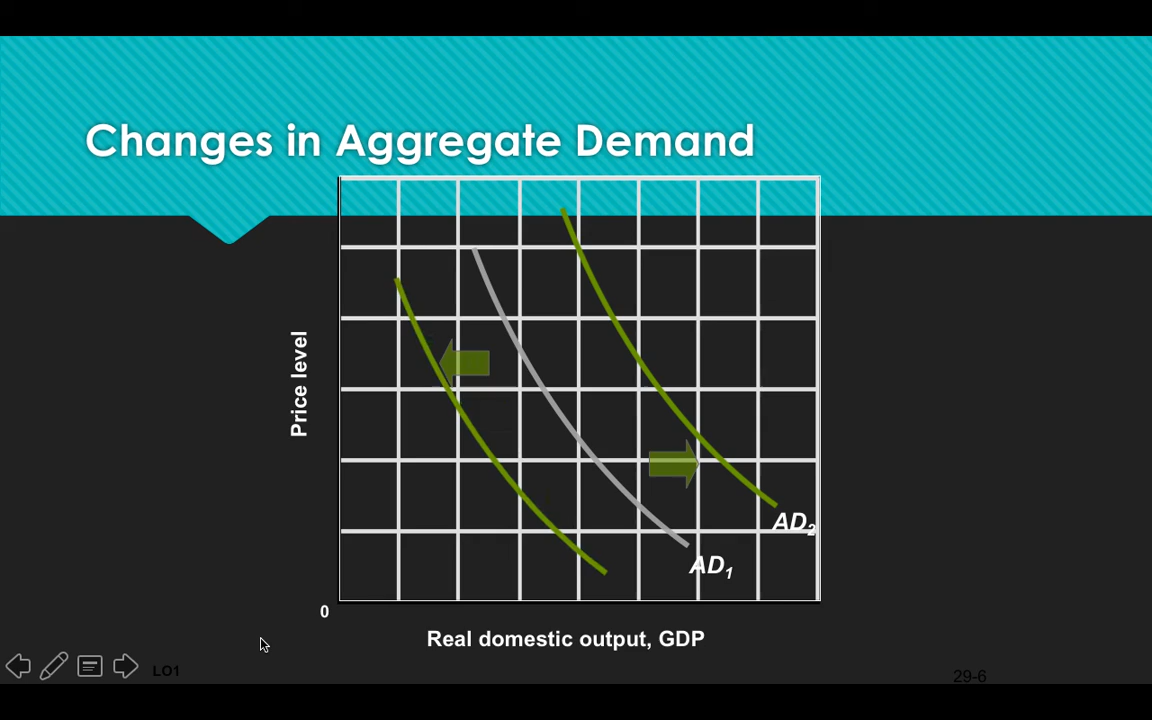 Changes in Aggregate Demand
Price level
AD2
AD1
0
Real domestic output, GDP
LO1
29-6